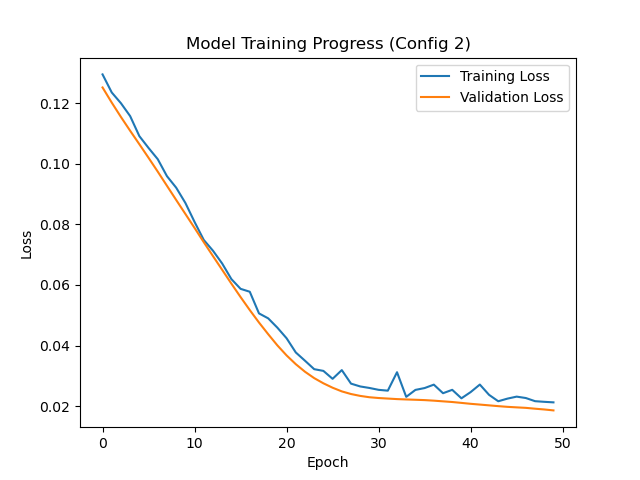 Model Training Progress (Config 2)
Training Loss
Validation Loss
0.12
0.10
0.08
0.06
0.04
0.02
Loss
0 10 20 30 40 50
Epoch